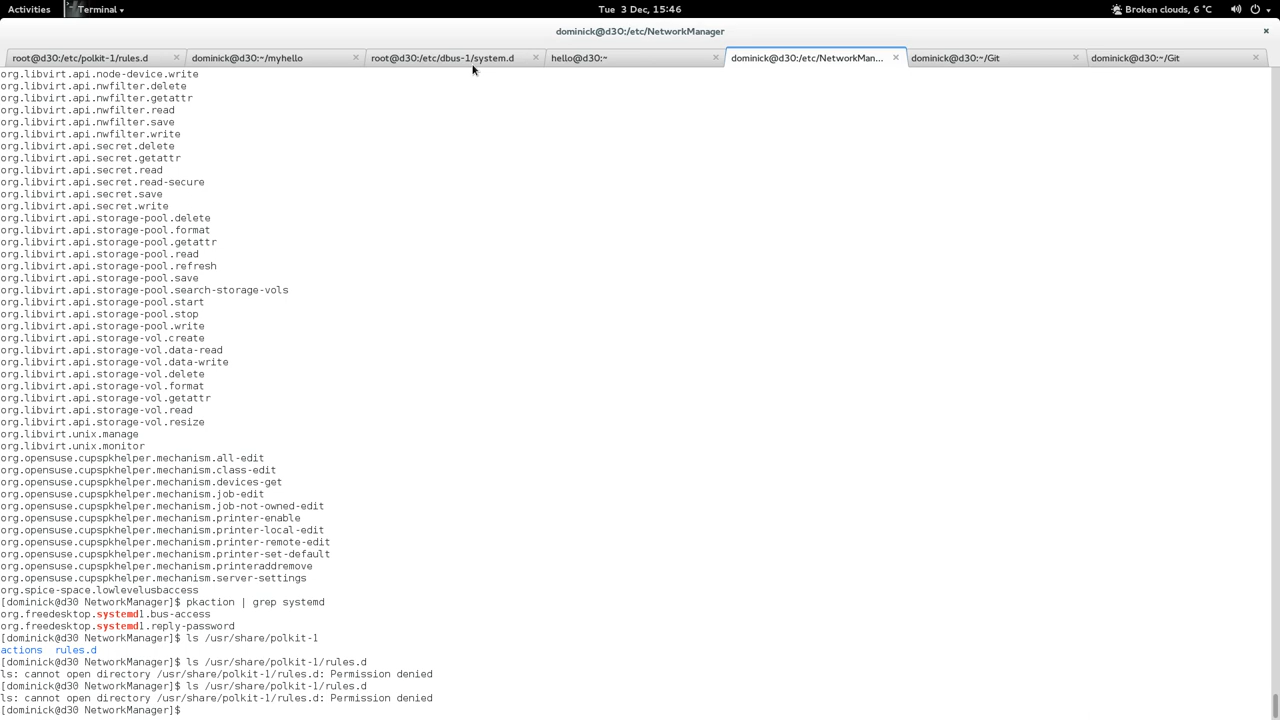 Activities Terminal Tue 3 Dec, 15:46 Broken clouds, 6 °C
dominick@d30:/etc/NetworkManager
root@d30:/etc/polkit-1/rules.d dominick@d30:~/myhello root@d30:/etc/dbus-1/system.d hello@d30:~ dominick@d30:/etc/NetworkMan... dominick@d30:~/Git dominick@d30:~/Git
org.libvirt.api.node-device.write
org.libvirt.api.nwfilter.delete
org.libvirt.api.nwfilter.getattr
org.libvirt.api.nwfilter.read
org.libvirt.api.nwfilter.save
org.libvirt.api.nwfilter.write
org.libvirt.api.secret.delete
org.libvirt.api.secret.getattr
org.libvirt.api.secret.read
org.libvirt.api.secret.read-secure
org.libvirt.api.secret.save
org.libvirt.api.secret.write
org.libvirt.api.storage-pool.delete
org.libvirt.api.storage-pool.format
org.libvirt.api.storage-pool.getattr
org.libvirt.api.storage-pool.read
org.libvirt.api.storage-pool.refresh
org.libvirt.api.storage-pool.save
org.libvirt.api.storage-pool.search-storage-vols
org.libvirt.api.storage-pool.start
org.libvirt.api.storage-pool.stop
org.libvirt.api.storage-pool.write
org.libvirt.api.storage-vol.create
org.libvirt.api.storage-vol.data-read
org.libvirt.api.storage-vol.data-write
org.libvirt.api.storage-vol.delete
org.libvirt.api.storage-vol.format
org.libvirt.api.storage-vol.getattr
org.libvirt.api.storage-vol.read
org.libvirt.api.storage-vol.resize
org.libvirt.unix.manage
org.libvirt.unix.monitor
org.opensuse.cupspkhelper.mechanism.all-edit
org.opensuse.cupspkhelper.mechanism.class-edit
org.opensuse.cupspkhelper.mechanism.devices-get
org.opensuse.cupspkhelper.mechanism.job-edit
org.opensuse.cupspkhelper.mechanism.job-not-owned-edit
org.opensuse.cupspkhelper.mechanism.printer-enable
org.opensuse.cupspkhelper.mechanism.printer-local-edit
org.opensuse.cupspkhelper.mechanism.printer-remote-edit
org.opensuse.cupspkhelper.mechanism.printer-set-default
org.opensuse.cupspkhelper.mechanism.printeraddremove
org.opensuse.cupspkhelper.mechanism.server-settings
org.spice-space.lowlevelusbaccess
[dominick@d30 NetworkManager]$ pkaction | grep systemd
org.freedesktop.systemd1.bus-access
org.freedesktop.systemd1.reply-password
[dominick@d30 NetworkManager]$ ls /usr/share/polkit-1
actions rules.d
[dominick@d30 NetworkManager]$ ls /usr/share/polkit-1/rules.d
ls: cannot open directory /usr/share/polkit-1/rules.d: Permission denied
[dominick@d30 NetworkManager]$ ls /usr/share/polkit-1/rules.d
ls: cannot open directory /usr/share/polkit-1/rules.d: Permission denied
[dominick@d30 NetworkManager]$